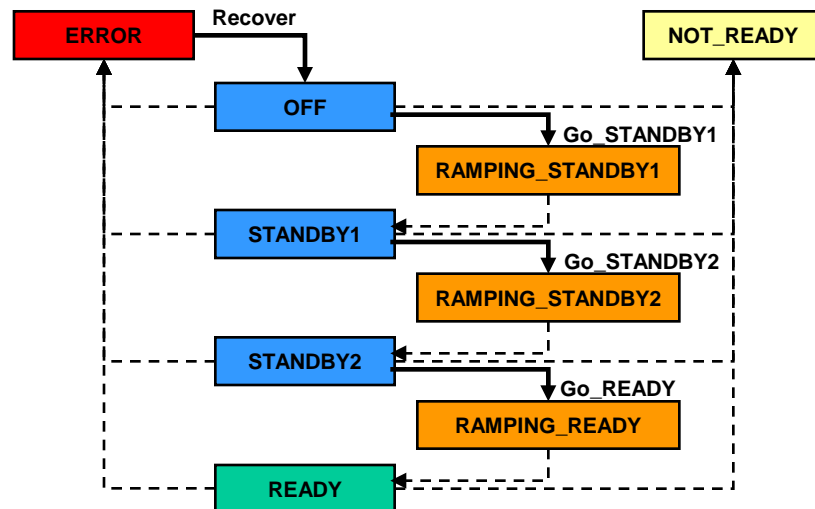 Recover
ERROR
NOT_READY
OFF
Go_STANDBY1
RAMPING_STANDBY1
STANDBY1
Go_STANDBY2
RAMPING_STANDBY2
STANDBY2
Go_READY
RAMPING_READY
READY